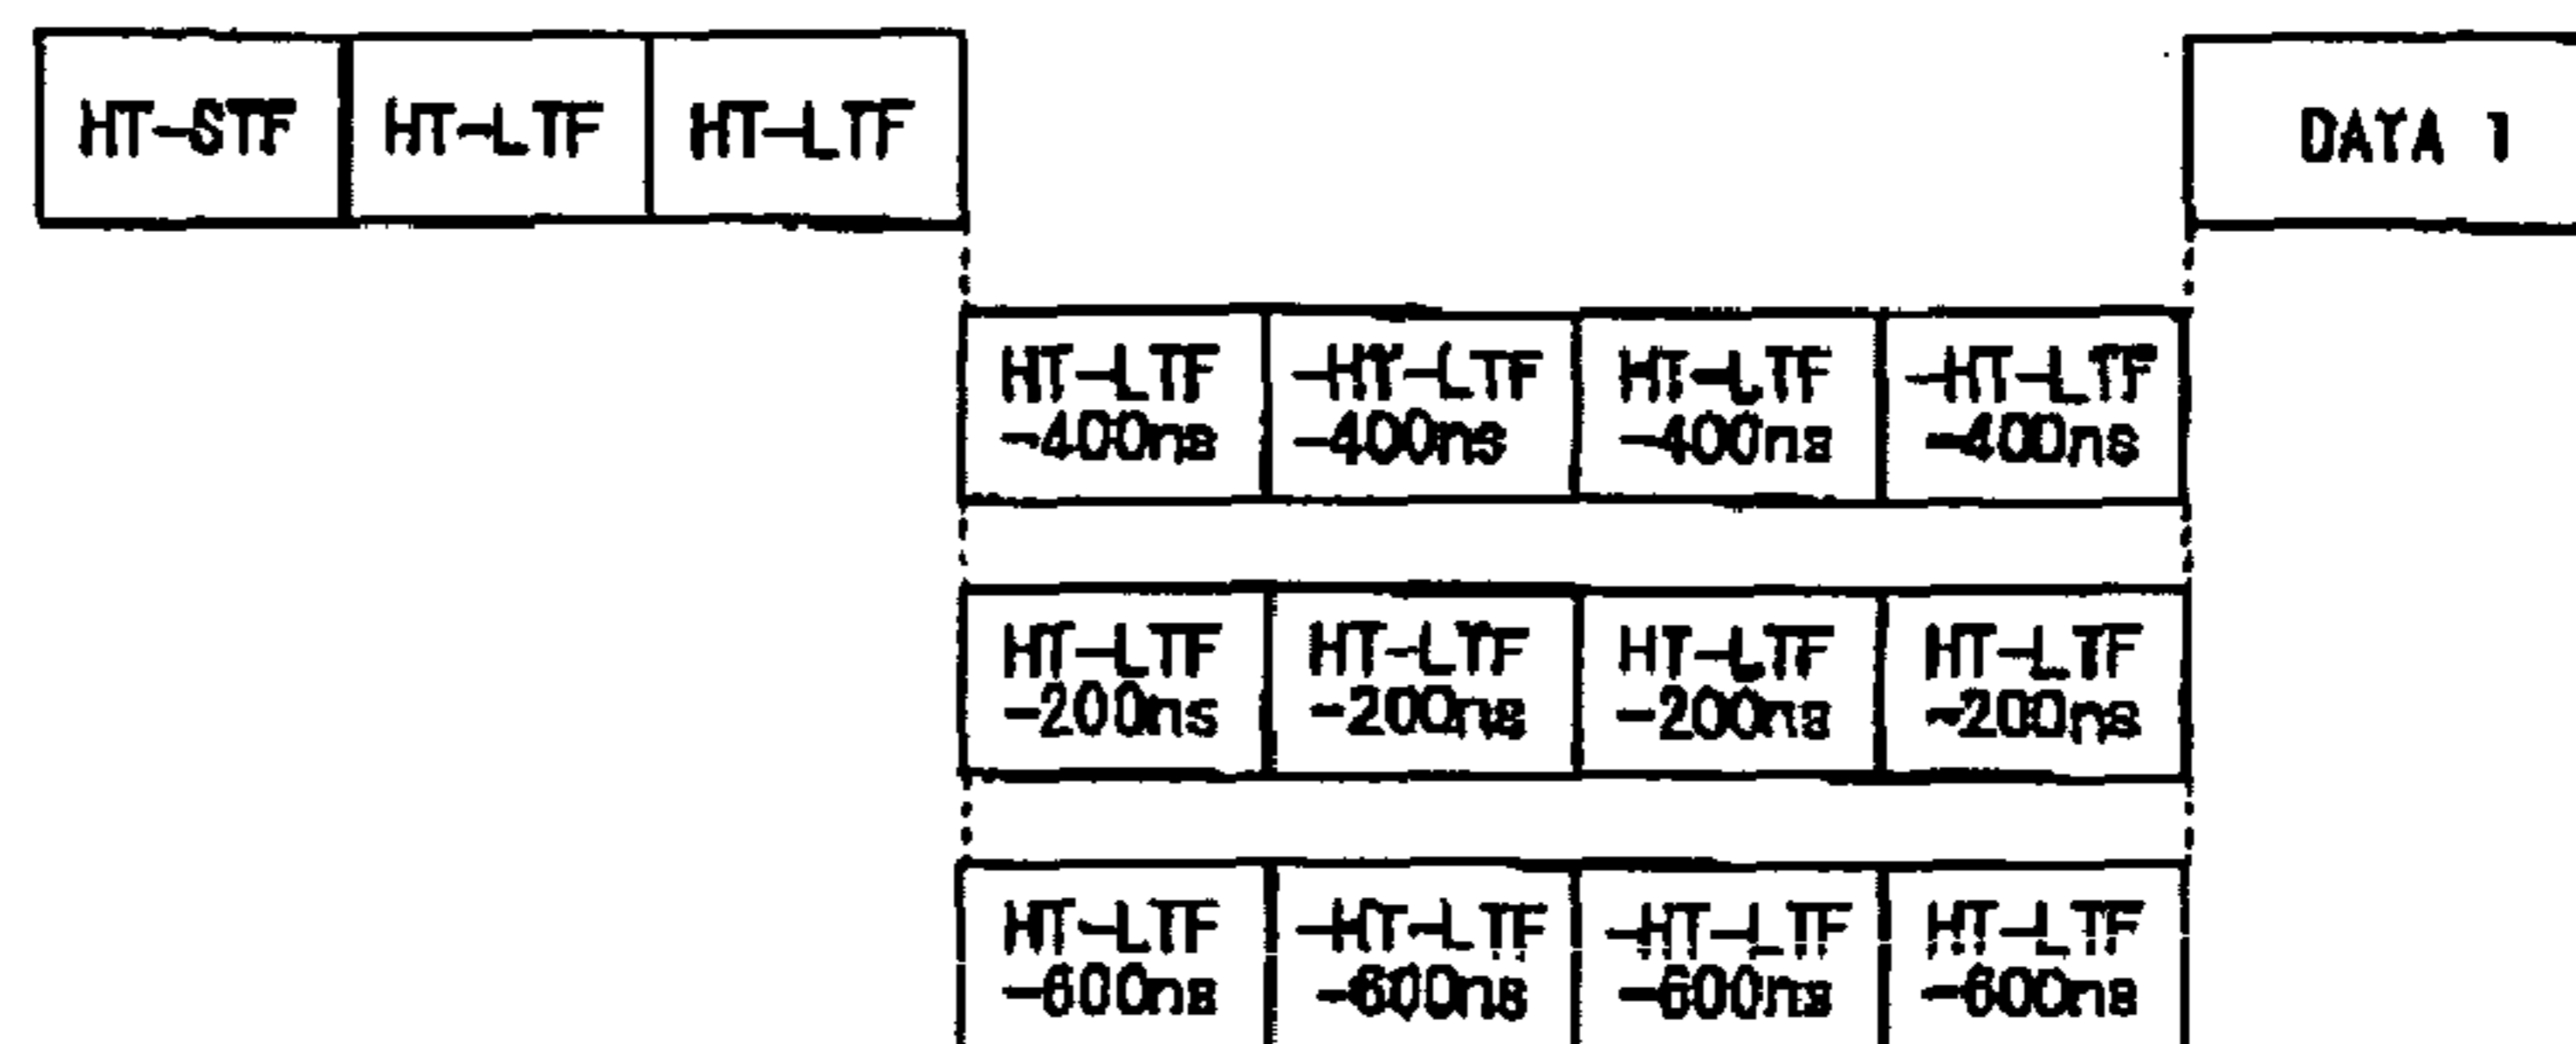 HT-STF HT-LTF HT-LTF DATA 1
HT-LTF -HT-LTF HT-LTF -HT-LTF
-400ns -400ns -400ns -400ns
HT-LTF HT-LTF HT-LTF HT-LTF
-200ns -200ns -200ns -200ns
HT-LTF -HT-LTF -HT-LTF HT-LTF
-600ns -600ns -600ns -600ns